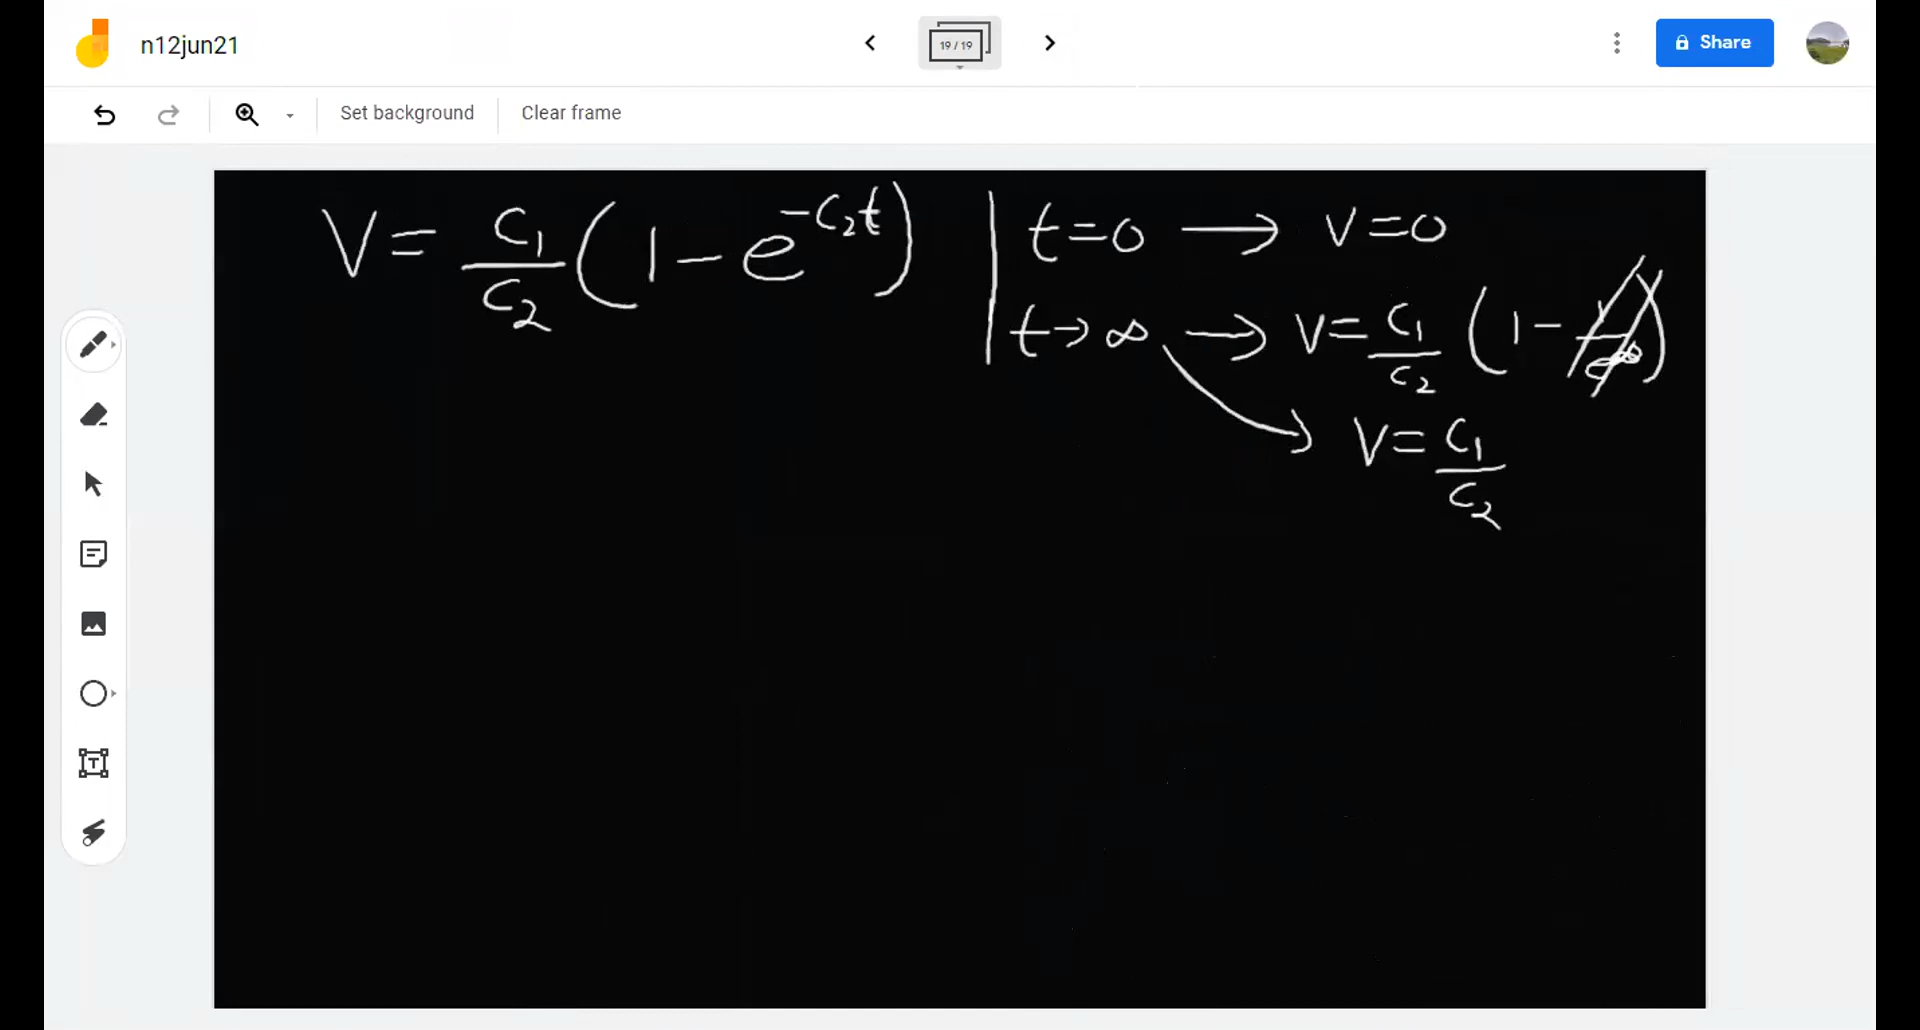 n12jun21
19 / 19
Share
Set background
Clear frame
V = C₁/C₂ (1 - e^(-C₂t))
t = 0 → V = 0
t → ∞ → V = C₁/C₂ (1 - 1/e^∞)
V = C₁/C₂